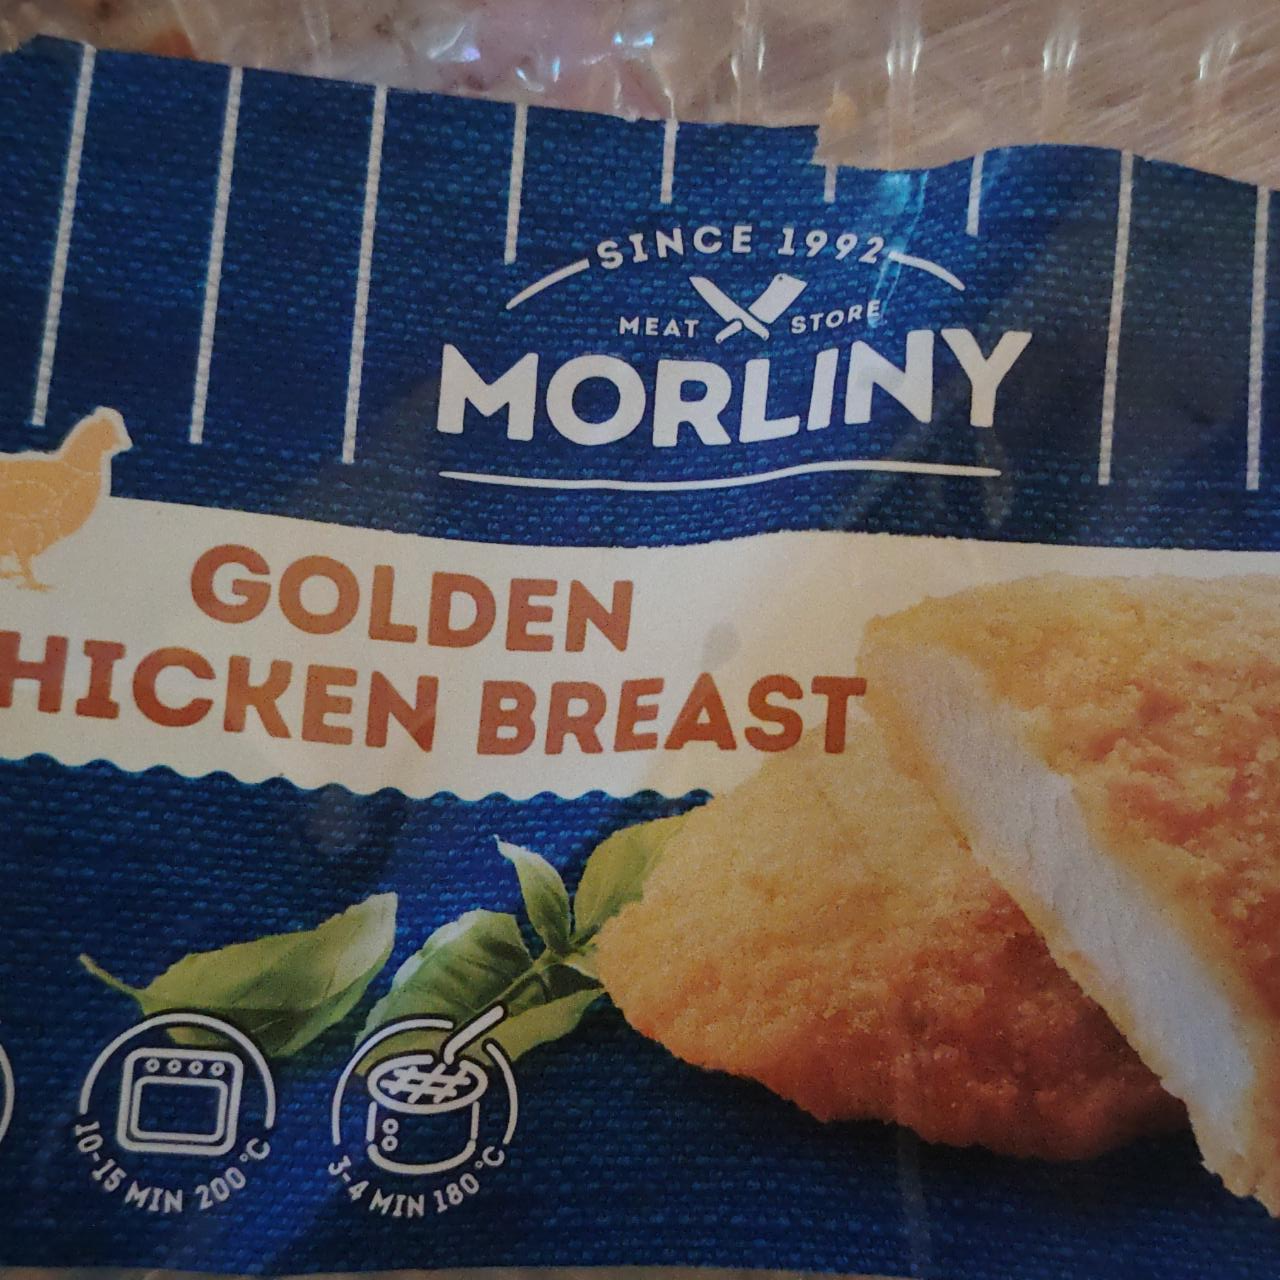 SINCE 1992
MEAT STORE
MORLINY
GOLDEN
HICKEN BREAST
10-15 MIN 200°C
3-4 MIN 180°C